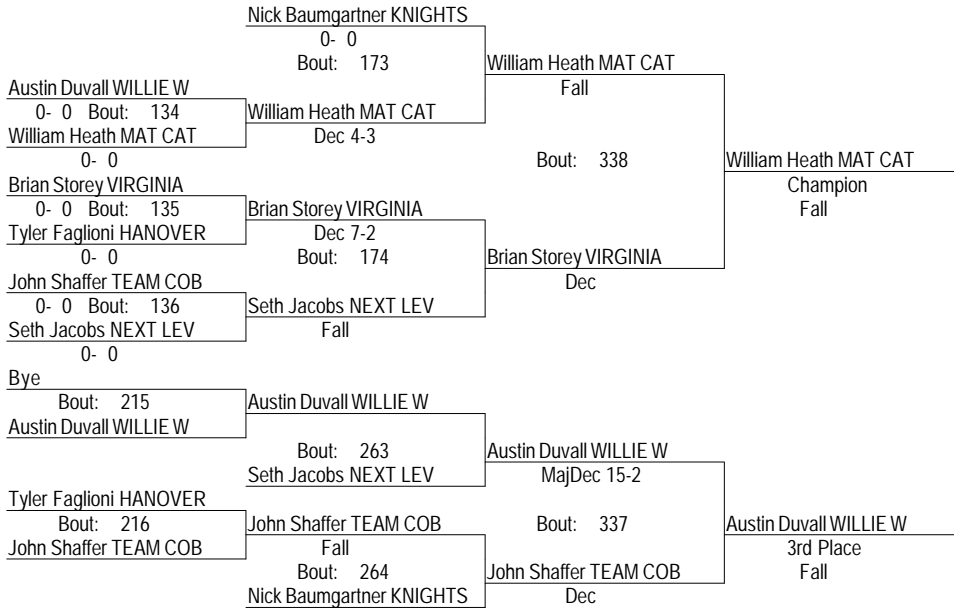 Nick Baumgartner KNIGHTS
0- 0
Bout: 173
William Heath MAT CAT
Austin Duvall WILLIE W
Fall
0- 0 Bout: 134
William Heath MAT CAT
William Heath MAT CAT
Dec 4-3
0- 0
Bout: 338
William Heath MAT CAT
Brian Storey VIRGINIA
Champion
0- 0 Bout: 135
Brian Storey VIRGINIA
Fall
Tyler Faglioni HANOVER
Dec 7-2
0- 0
Bout: 174
Brian Storey VIRGINIA
John Shaffer TEAM COB
Dec
0- 0 Bout: 136
Seth Jacobs NEXT LEV
Seth Jacobs NEXT LEV
Fall
0- 0
Bye
Bout: 215
Austin Duvall WILLIE W
Austin Duvall WILLIE W
Bout: 263
Austin Duvall WILLIE W
Seth Jacobs NEXT LEV
MajDec 15-2
Tyler Faglioni HANOVER
Bout: 216
John Shaffer TEAM COB
Bout: 337
Austin Duvall WILLIE W
John Shaffer TEAM COB
Fall
3rd Place
Bout: 264
John Shaffer TEAM COB
Fall
Nick Baumgartner KNIGHTS
Dec